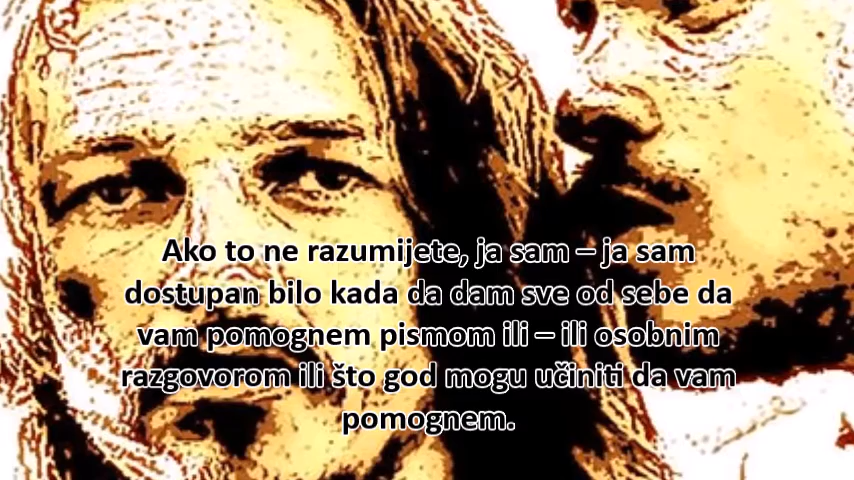 Ako to ne razumijete, ja sam – ja sam
dostupan bilo kada da dam sve od sebe da
vam pomognem pismom ili – ili osobnim
razgovorom ili što god mogu učiniti da vam
pomognem.